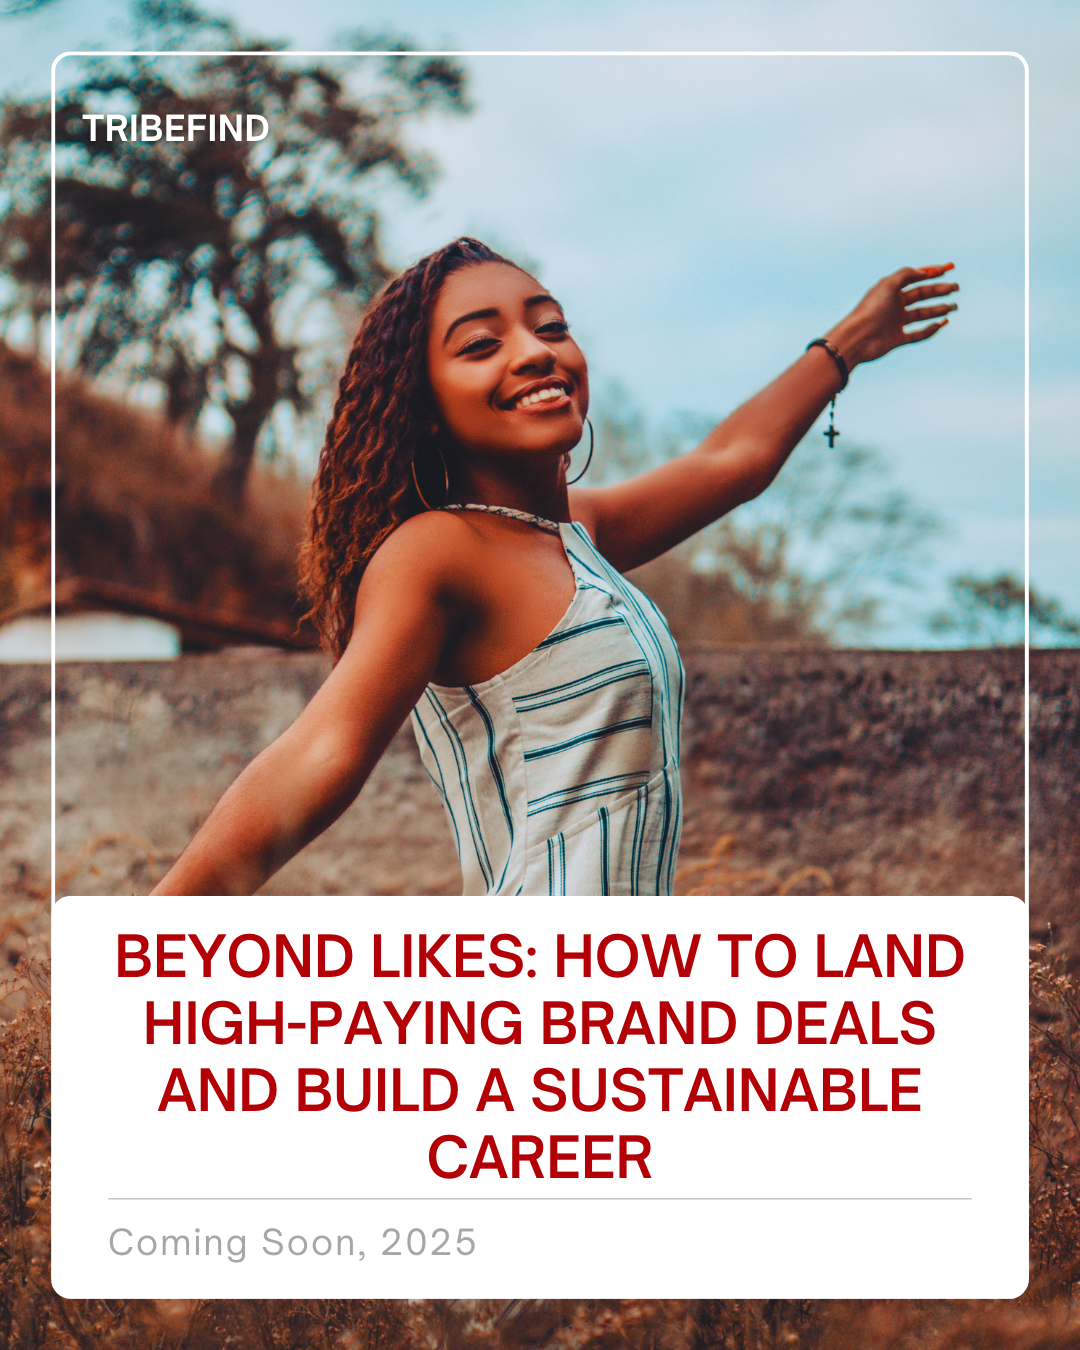 TRIBEFIND
BEYOND LIKES: HOW TO LAND
HIGH-PAYING BRAND DEALS
AND BUILD A SUSTAINABLE
CAREER
Coming Soon, 2025